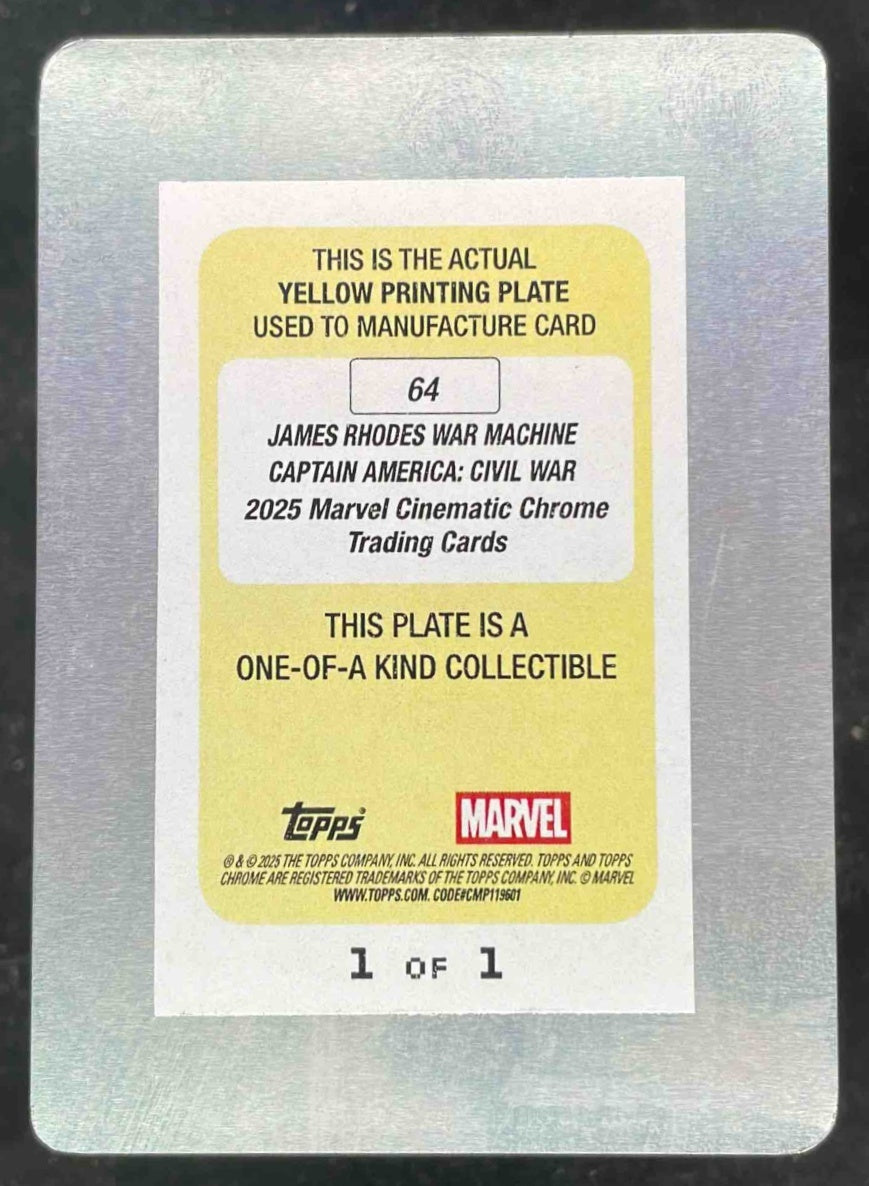 THIS IS THE ACTUAL
YELLOW PRINTING PLATE
USED TO MANUFACTURE CARD
64
JAMES RHODES WAR MACHINE
CAPTAIN AMERICA: CIVIL WAR
2025 Marvel Cinematic Chrome
Trading Cards
THIS PLATE IS A
ONE-OF-A KIND COLLECTIBLE
topps® MARVEL
® & © 2025 THE TOPPS COMPANY, INC. ALL RIGHTS RESERVED. TOPPS AND TOPPS
CHROME ARE REGISTERED TRADEMARKS OF THE TOPPS COMPANY, INC. © MARVEL
WWW.TOPPS.COM. CODE#CMP119601
1 OF 1